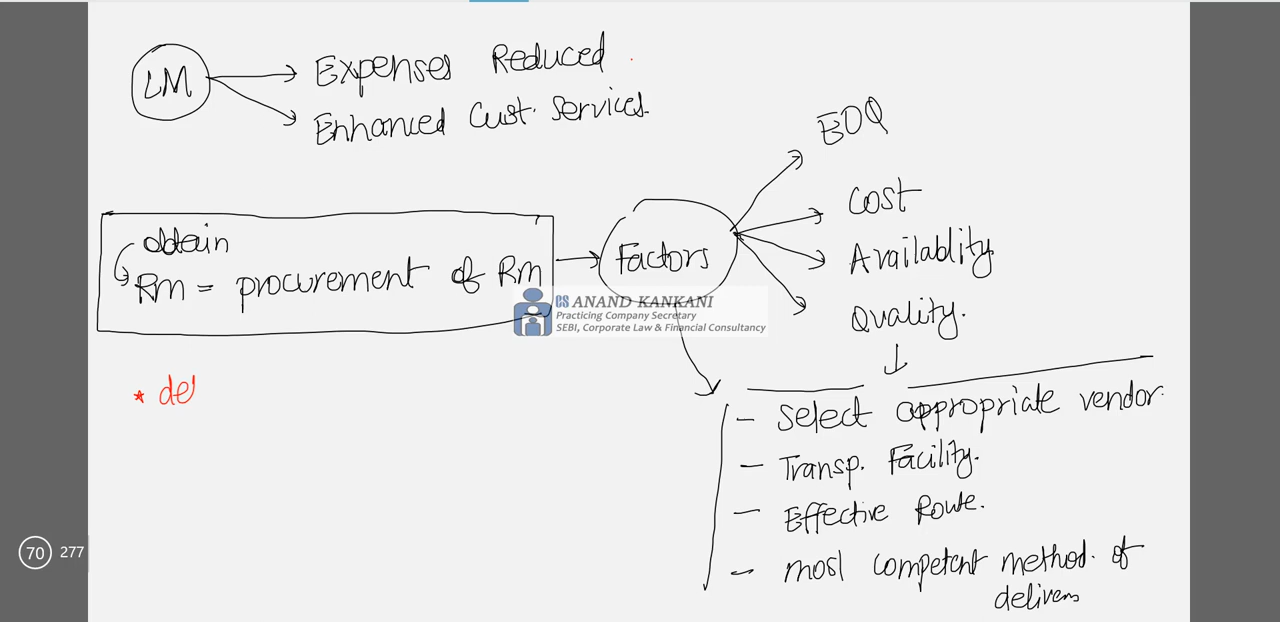 LM
Expenses Reduced
Enhanced Cust. Services.
obtain
Rm = procurement of Rm
Factors
EOQ
Cost
Availablity
Quality.
CS ANAND KANKANI
Practicing Company Secretary
SEBI, Corporate Law & Financial Consultancy
* del
- Select appropriate vendor.
- Transp. Facility.
- Effective Route.
- most competent method. of
delivery
70 277